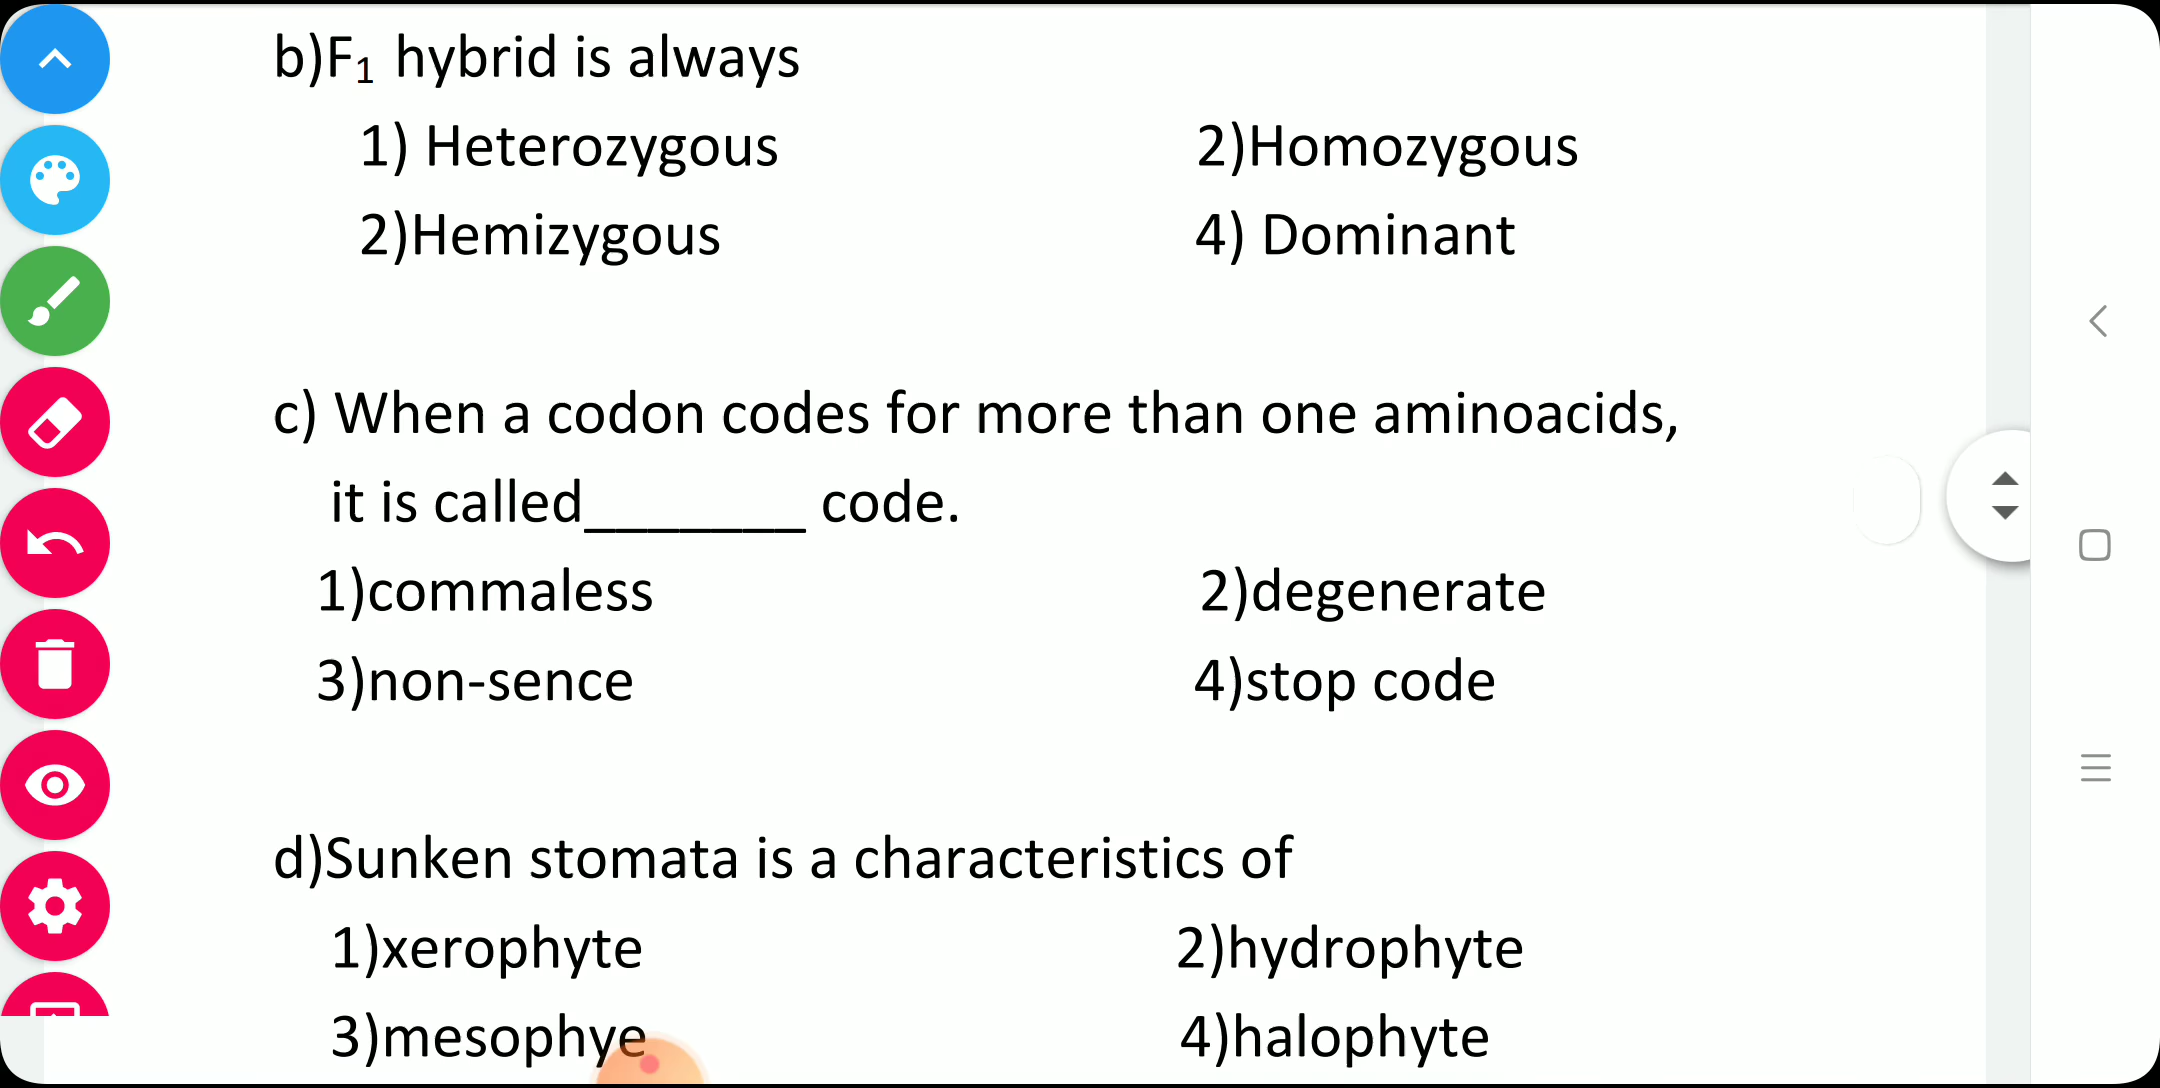 b)F₁ hybrid is always
1) Heterozygous 2)Homozygous
2)Hemizygous 4) Dominant
c) When a codon codes for more than one aminoacids,
it is called_______ code.
1)commaless 2)degenerate
3)non-sence 4)stop code
d)Sunken stomata is a characteristics of
1)xerophyte 2)hydrophyte
3)mesophye 4)halophyte